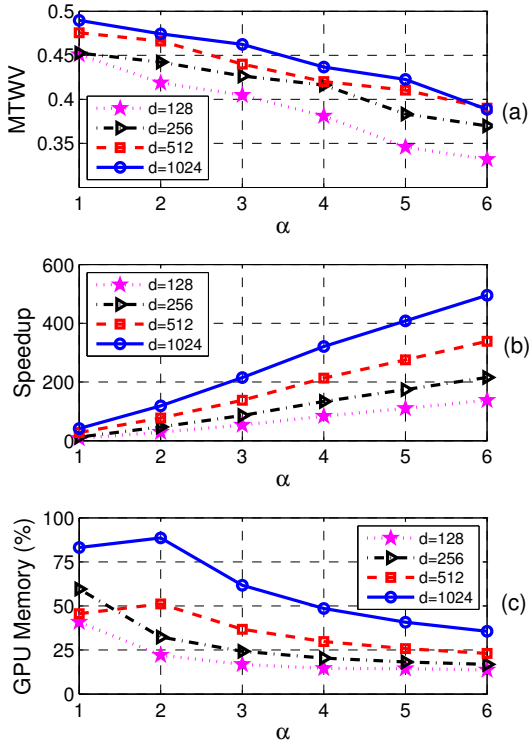 0.5
0.45
0.4
0.35
MTWV
d=128
d=256
d=512
d=1024
1 2 3 4 5 6
α
(a)
600
400
200
0
Speedup
d=128
d=256
d=512
d=1024
1 2 3 4 5 6
α
(b)
100
75
50
25
0
GPU Memory (%)
d=128
d=256
d=512
d=1024
1 2 3 4 5 6
α
(c)